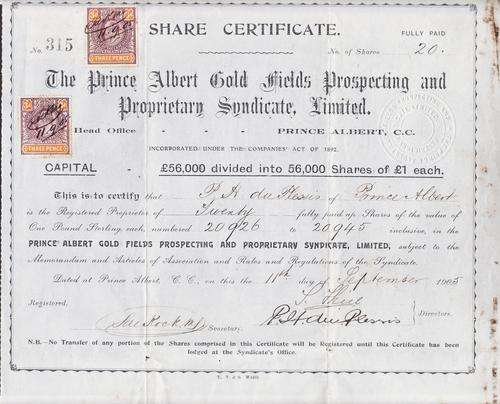 SHARE CERTIFICATE.
FULLY PAID
No. 315
No. of Shares 20.
THREE PENCE
The Prince Albert Gold Fields Prospecting and
Proprietary Syndicate, Limited.
THREE PENCE
Head Office - - - PRINCE ALBERT, C.C.
INCORPORATED UNDER THE COMPANIES' ACT OF 1892.
CAPITAL - £56,000 divided into 56,000 Shares of £1 each.
This is to certify that P. H. du Plessis of Prince Albert
is the Registered Proprietor of Twenty fully paid up Shares of the value of
One Pound Sterling each, numbered 20926 to 20945 inclusive, in the
PRINCE ALBERT GOLD FIELDS PROSPECTING AND PROPRIETARY SYNDICATE, LIMITED, subject to the
Memorandum and Articles of Association and Rules and Regulations of the Syndicate.
Dated at Prince Albert, C. C., on this the 11th day of September 1905
Registered.
Secretary.
P. H. du Plessis
Directors.
N.B.—No Transfer of any portion of the Shares comprised in this Certificate will be Registered until this Certificate has been
lodged at the Syndicate's Office.